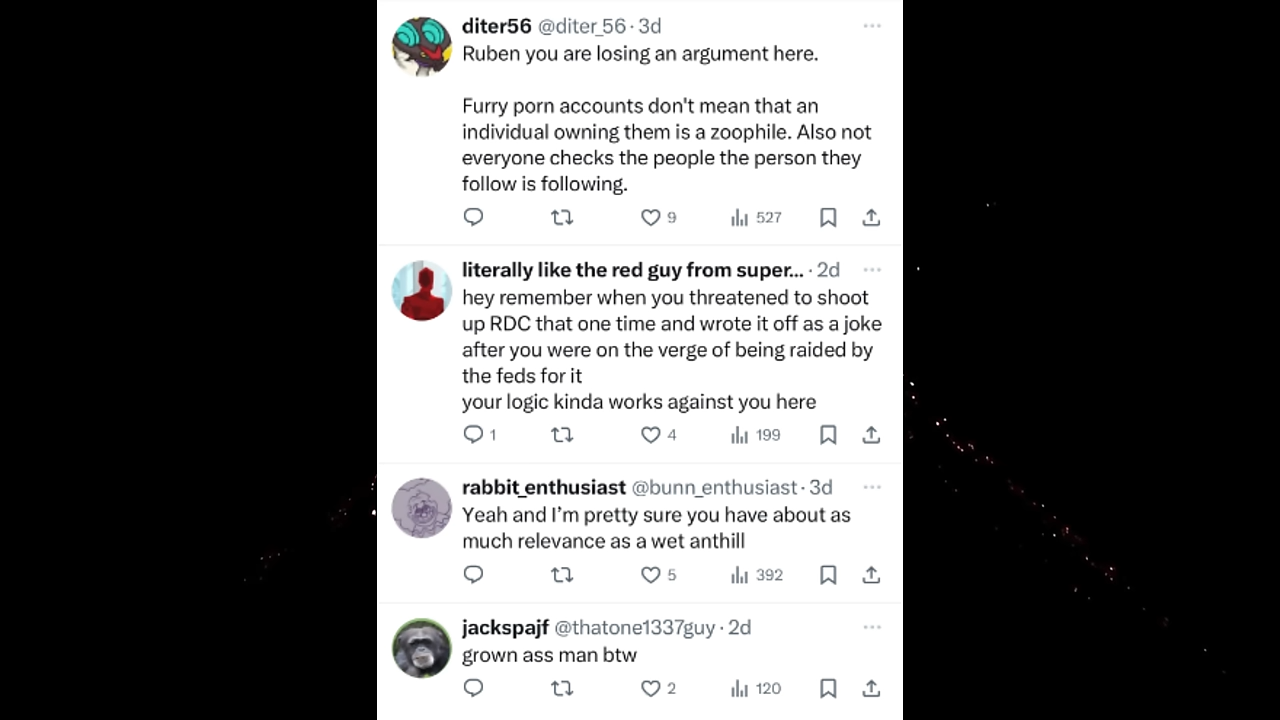 diter56 @diter_56 · 3d
Ruben you are losing an argument here.
Furry porn accounts don't mean that an
individual owning them is a zoophile. Also not
everyone checks the people the person they
follow is following.
9 527
literally like the red guy from super... · 2d
hey remember when you threatened to shoot
up RDC that one time and wrote it off as a joke
after you were on the verge of being raided by
the feds for it
your logic kinda works against you here
1 4 199
rabbit_enthusiast @bunn_enthusiast · 3d
Yeah and I’m pretty sure you have about as
much relevance as a wet anthill
5 392
jackspajf @thatone1337guy · 2d
grown ass man btw
2 120